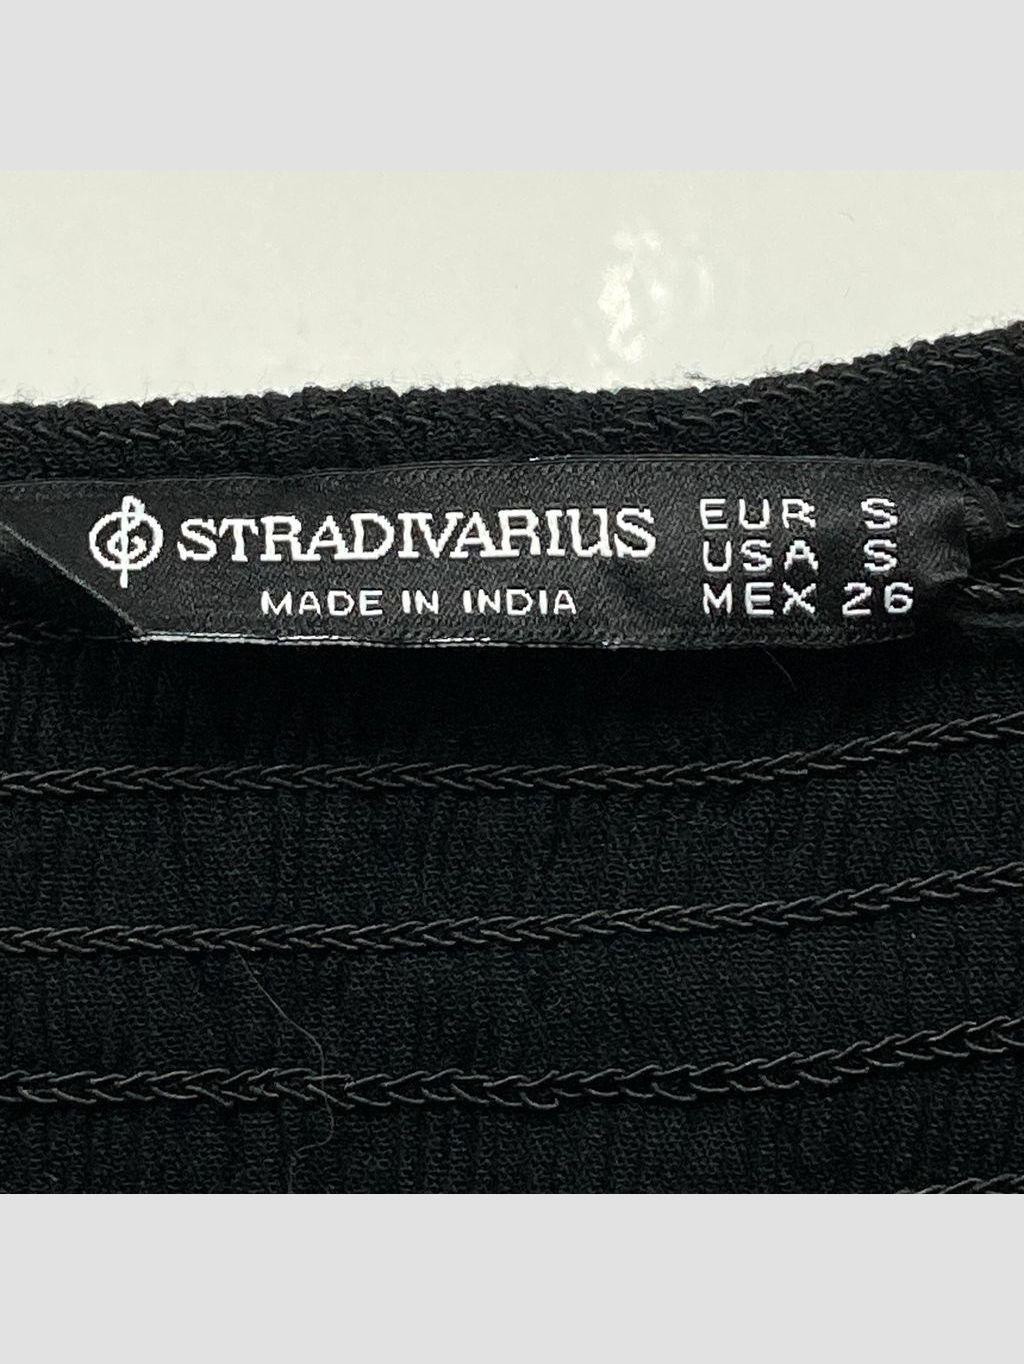 STRADIVARIUS
MADE IN INDIA
EUR S
USA S
MEX 26